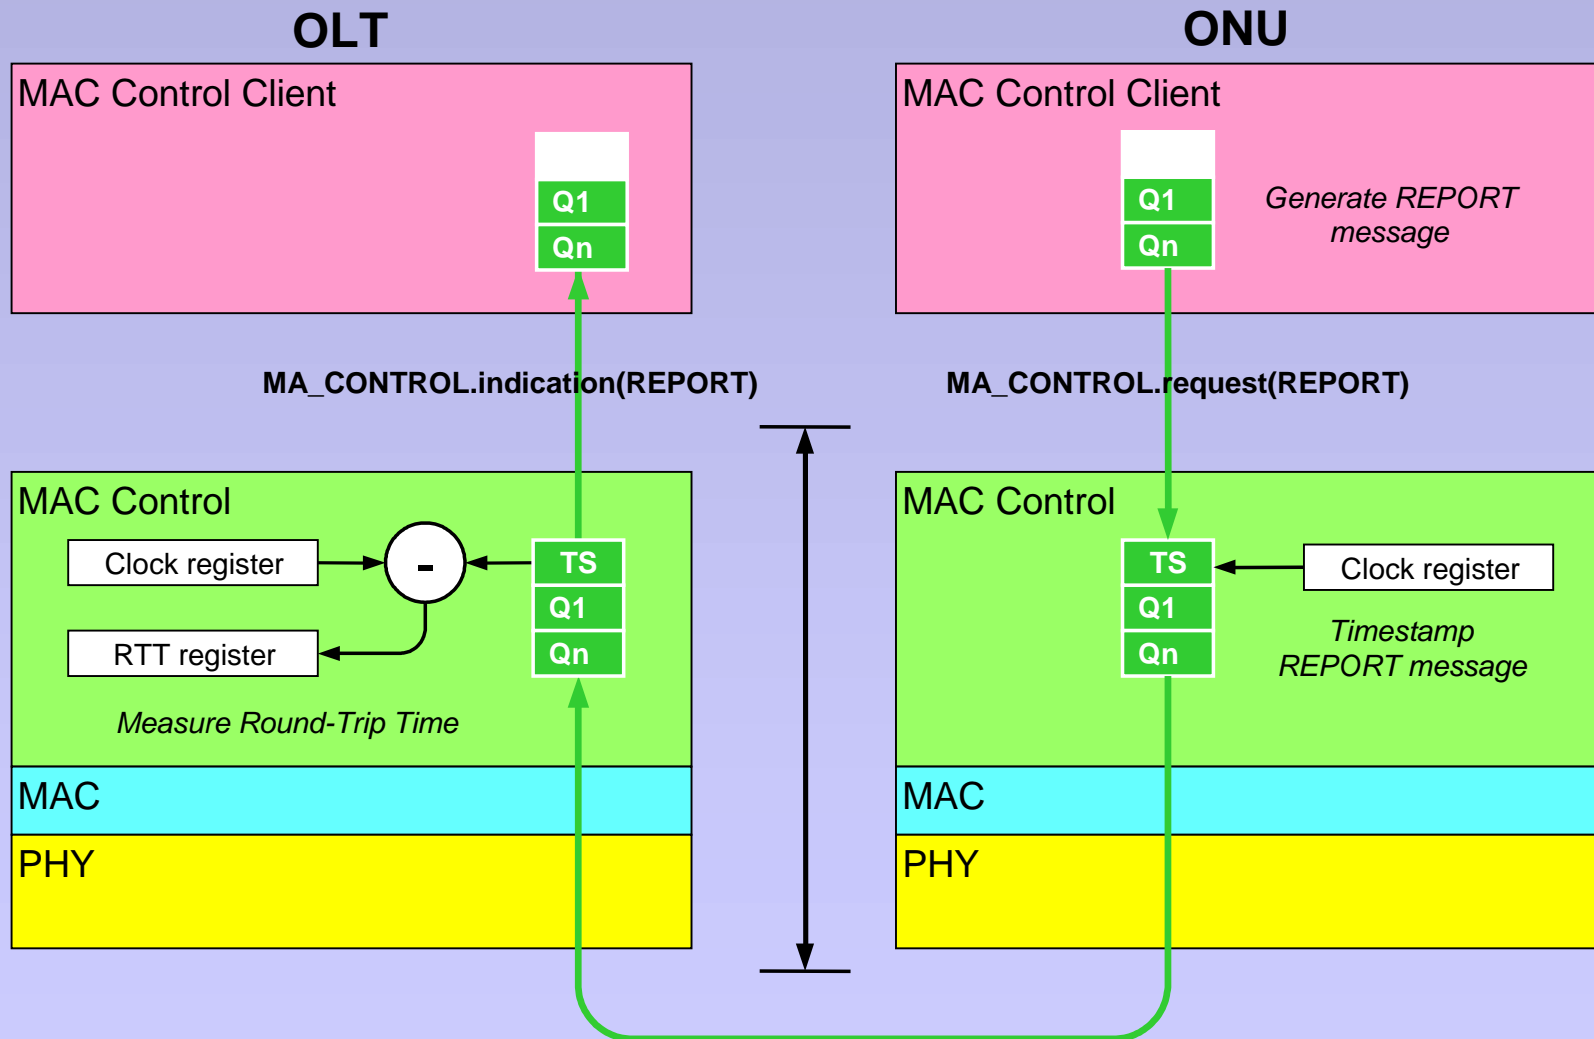 OLT
MAC Control Client
Q1
Qn
MA_CONTROL.indication(REPORT)
MAC Control
Clock register
-
TS
Q1
RTT register
Qn
Measure Round-Trip Time
MAC
PHY
ONU
MAC Control Client
Q1
Generate REPORT
message
Qn
MA_CONTROL.request(REPORT)
MAC Control
TS
Clock register
Q1
Timestamp
REPORT message
Qn
MAC
PHY